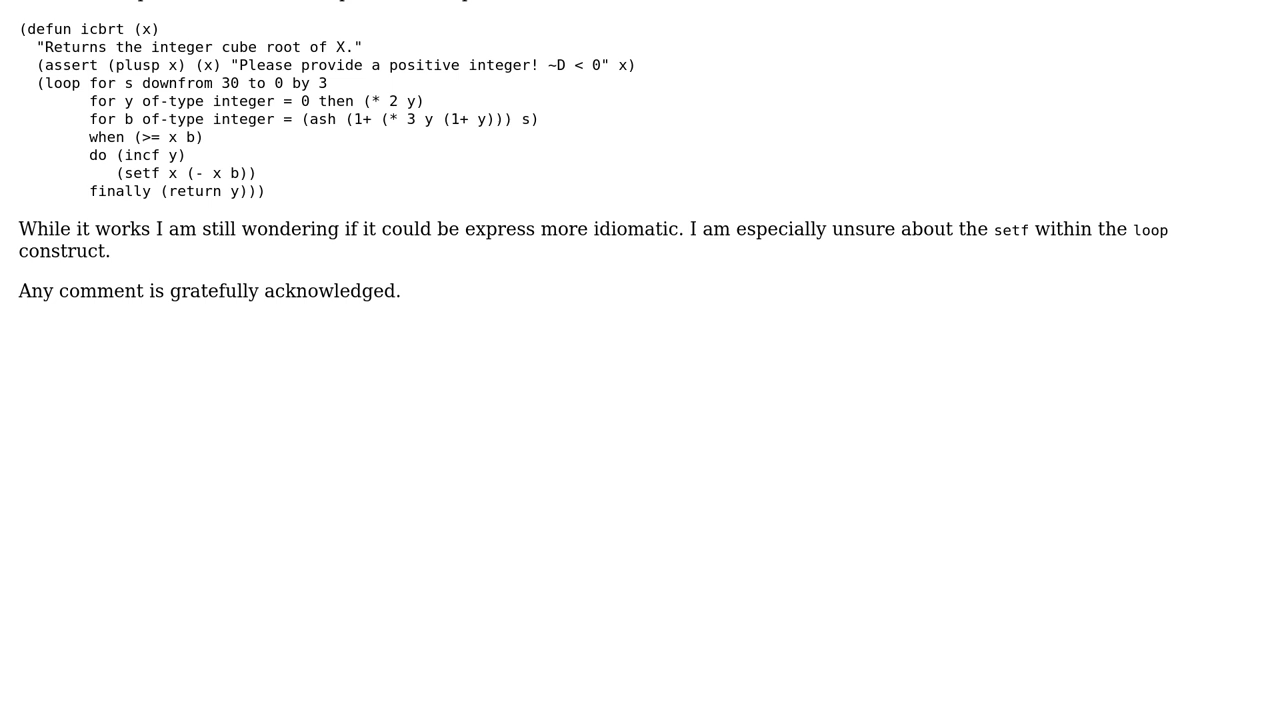 (defun icbrt (x)
  "Returns the integer cube root of X."
  (assert (plusp x) (x) "Please provide a positive integer! ~D < 0" x)
  (loop for s downfrom 30 to 0 by 3
        for y of-type integer = 0 then (* 2 y)
        for b of-type integer = (ash (1+ (* 3 y (1+ y))) s)
        when (>= x b)
        do (incf y)
           (setf x (- x b))
        finally (return y)))
While it works I am still wondering if it could be express more idiomatic. I am especially unsure about the setf within the loop
construct.
Any comment is gratefully acknowledged.